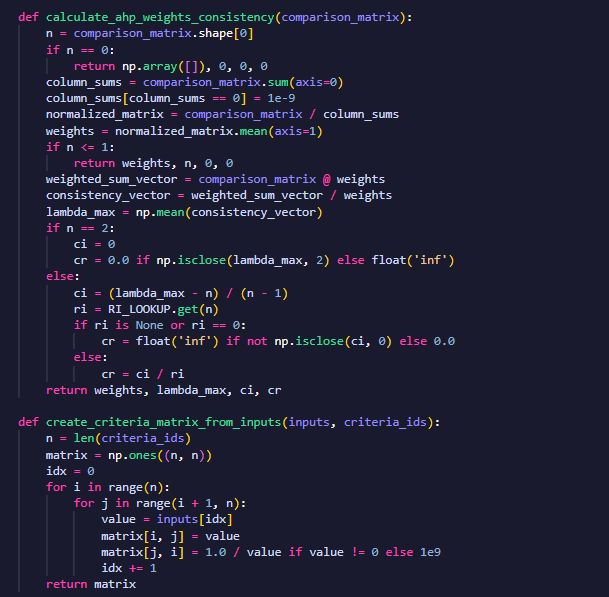 def calculate_ahp_weights_consistency(comparison_matrix):
    n = comparison_matrix.shape[0]
    if n == 0:
        return np.array([]), 0, 0, 0
    column_sums = comparison_matrix.sum(axis=0)
    column_sums[column_sums == 0] = 1e-9
    normalized_matrix = comparison_matrix / column_sums
    weights = normalized_matrix.mean(axis=1)
    if n <= 1:
        return weights, n, 0, 0
    weighted_sum_vector = comparison_matrix @ weights
    consistency_vector = weighted_sum_vector / weights
    lambda_max = np.mean(consistency_vector)
    if n == 2:
        ci = 0
        cr = 0.0 if np.isclose(lambda_max, 2) else float('inf')
    else:
        ci = (lambda_max - n) / (n - 1)
        ri = RI_LOOKUP.get(n)
        if ri is None or ri == 0:
            cr = float('inf') if not np.isclose(ci, 0) else 0.0
        else:
            cr = ci / ri
    return weights, lambda_max, ci, cr

def create_criteria_matrix_from_inputs(inputs, criteria_ids):
    n = len(criteria_ids)
    matrix = np.ones((n, n))
    idx = 0
    for i in range(n):
        for j in range(i + 1, n):
            value = inputs[idx]
            matrix[i, j] = value
            matrix[j, i] = 1.0 / value if value != 0 else 1e9
            idx += 1
    return matrix